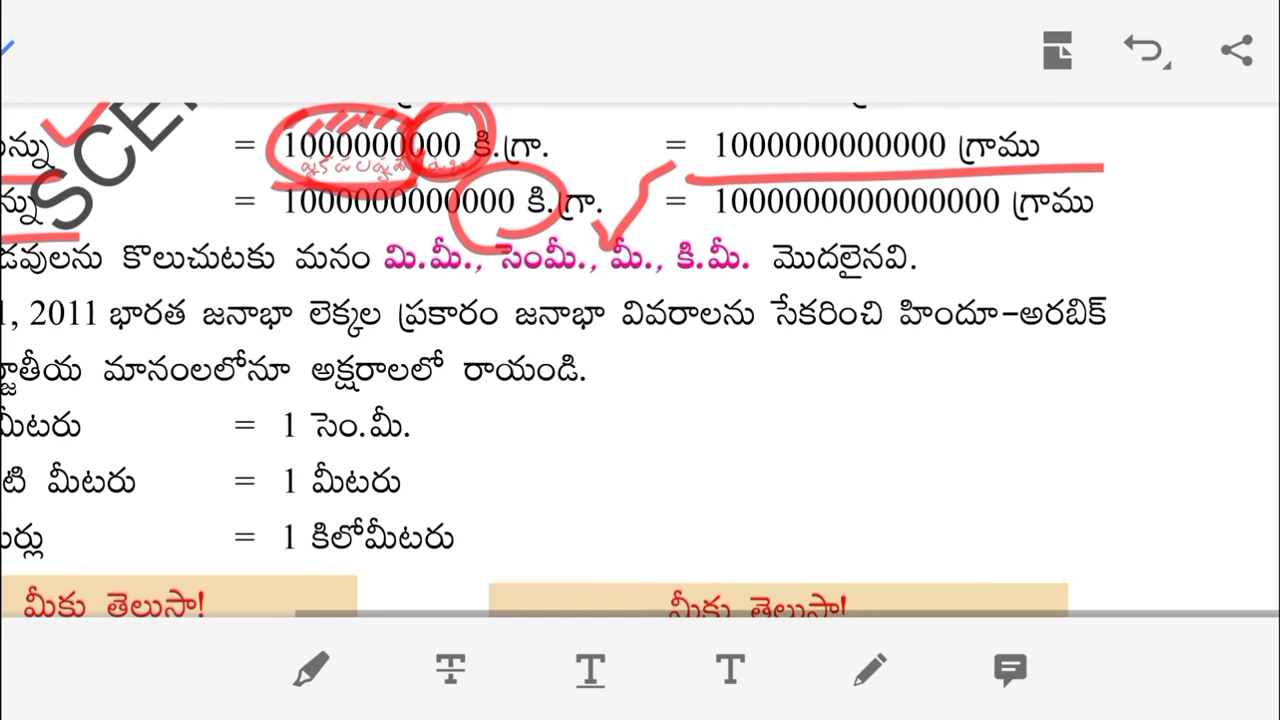 SCE
న్ను = 1000000000 కి.గ్రా. = 1000000000000 గ్రాము
న్ను = 1000000000000 కి.గ్రా. = 1000000000000000 గ్రాము
డవులను కొలుచుటకు మనం మి.మీ., సెంమీ., మీ., కి.మీ. మొదలైనవి.
1, 2011 భారత జనాభా లెక్కల ప్రకారం జనాభా వివరాలను సేకరించి హిందూ-అరబిక్
జాతీయ మానంలలోనూ అక్షరాలలో రాయండి.
మీటరు = 1 సెం.మీ.
టి మీటరు = 1 మీటరు
ర్లు = 1 కిలోమీటరు
మీకు తెలుసా! మీకు తెలుసా!